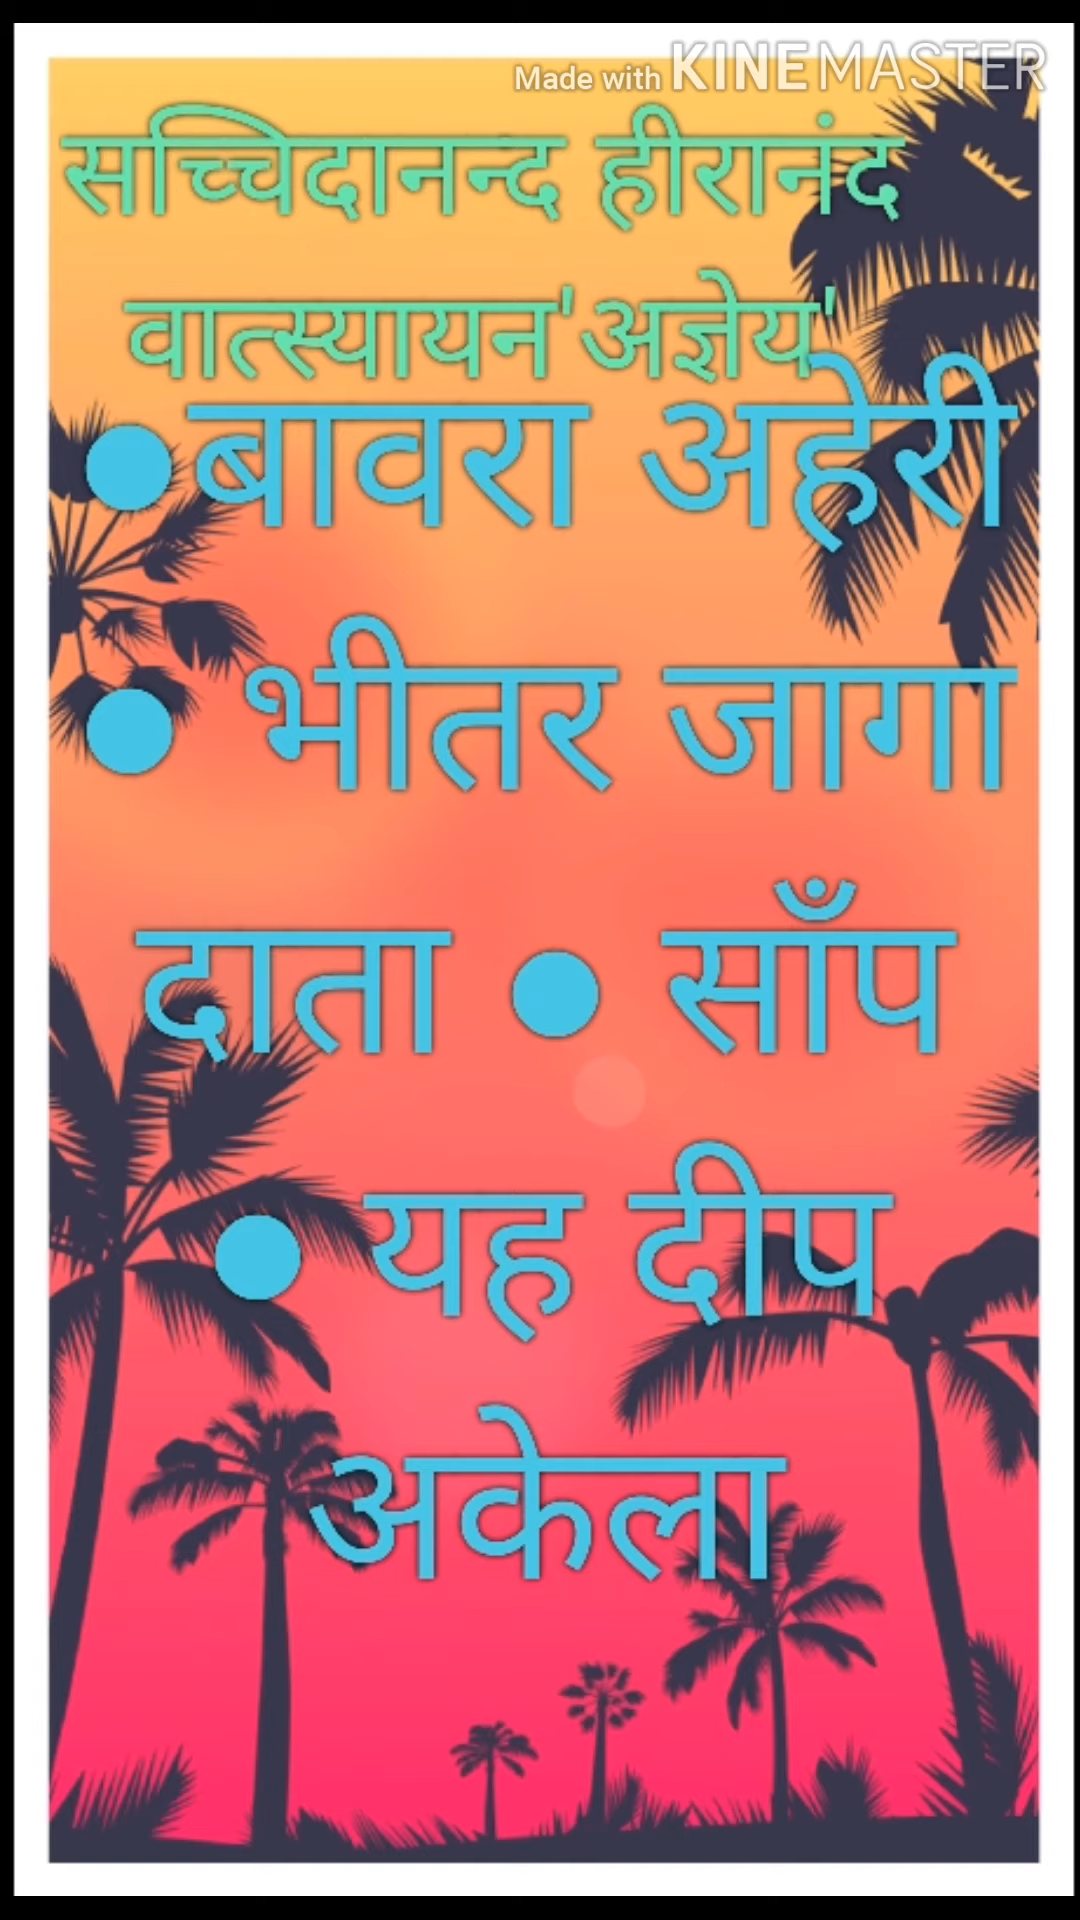 Made with KINEMASTER
सच्चिदानन्द हीरानंद
वात्स्यायन'अज्ञेय'
●बावरा अहेरी
● भीतर जागा
दाता ● साँप
● यह दीप
अकेला